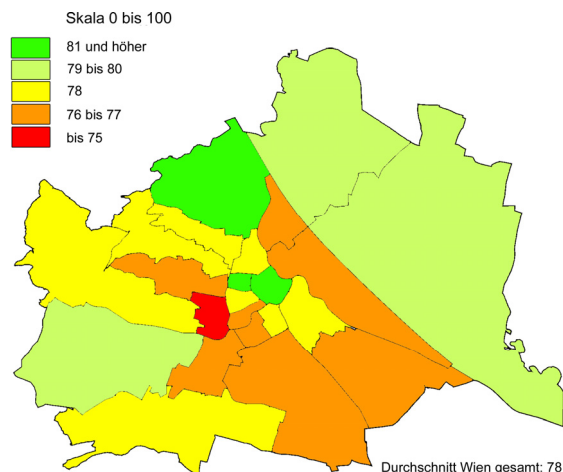 Skala 0 bis 100
81 und höher
79 bis 80
78
76 bis 77
bis 75
Durchschnitt Wien gesamt: 78